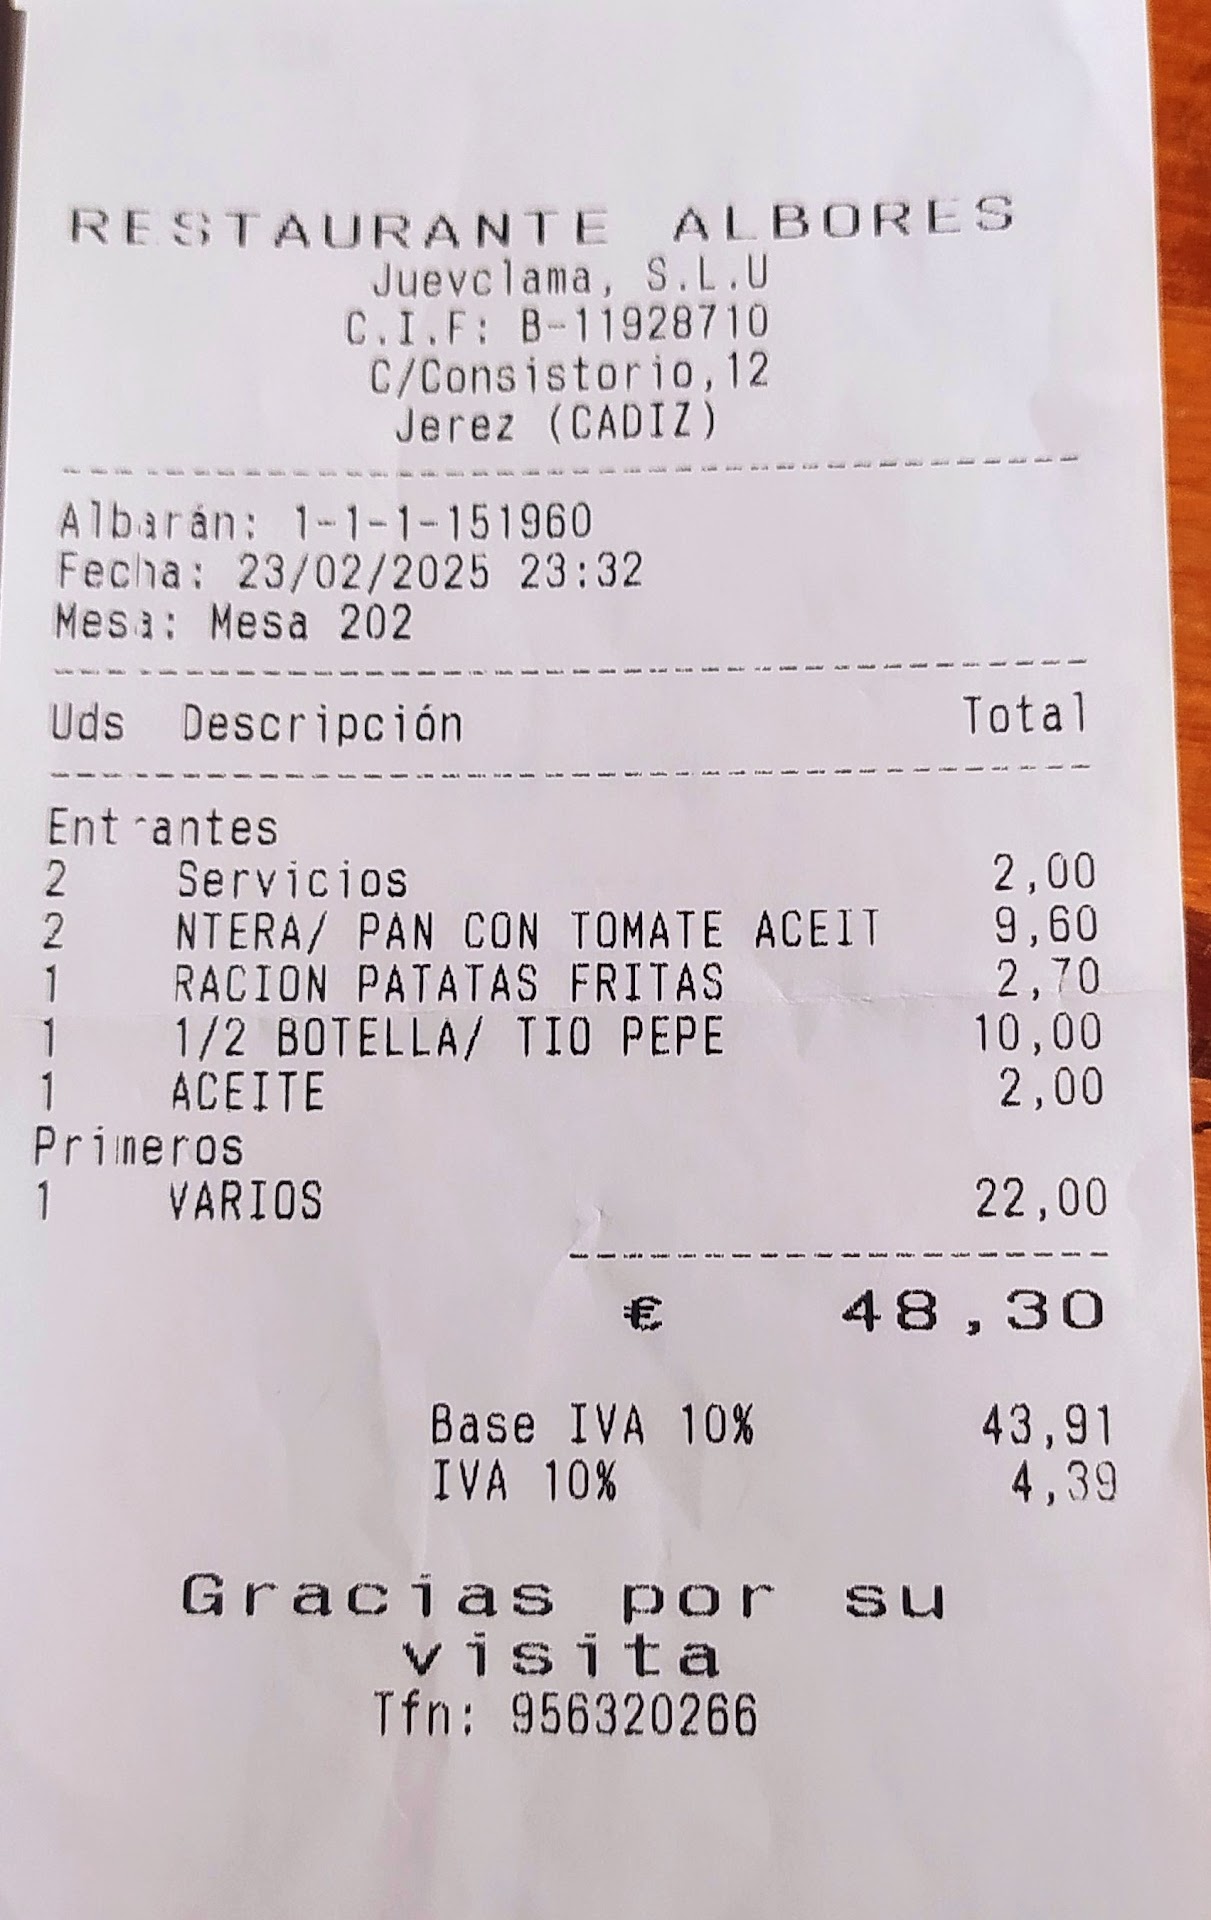 RESTAURANTE ALBORES
Juevclama, S.L.U
C.I.F: B-11928710
C/Consistorio,12
Jerez (CADIZ)
Albarán: 1-1-1-151960
Fecha: 23/02/2025 23:32
Mesa: Mesa 202
Uds Descripción Total
Entrantes
2 Servicios 2,00
2 NTERA/ PAN CON TOMATE ACEIT 9,60
1 RACION PATATAS FRITAS 2,70
1 1/2 BOTELLA/ TIO PEPE 10,00
1 ACEITE 2,00
Primeros
1 VARIOS 22,00
€ 48,30
Base IVA 10% 43,91
IVA 10% 4,39
Gracias por su
visita
Tfn: 956320266